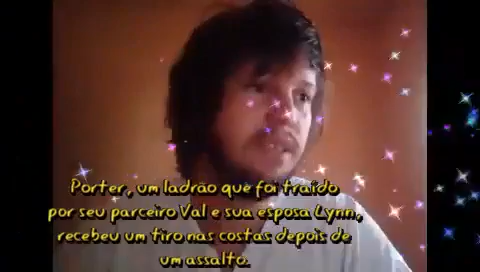 Porter, um ladrão que foi traído
por seu parceiro Val e sua esposa Lynn,
recebeu um tiro nas costas depois de
um assalto.